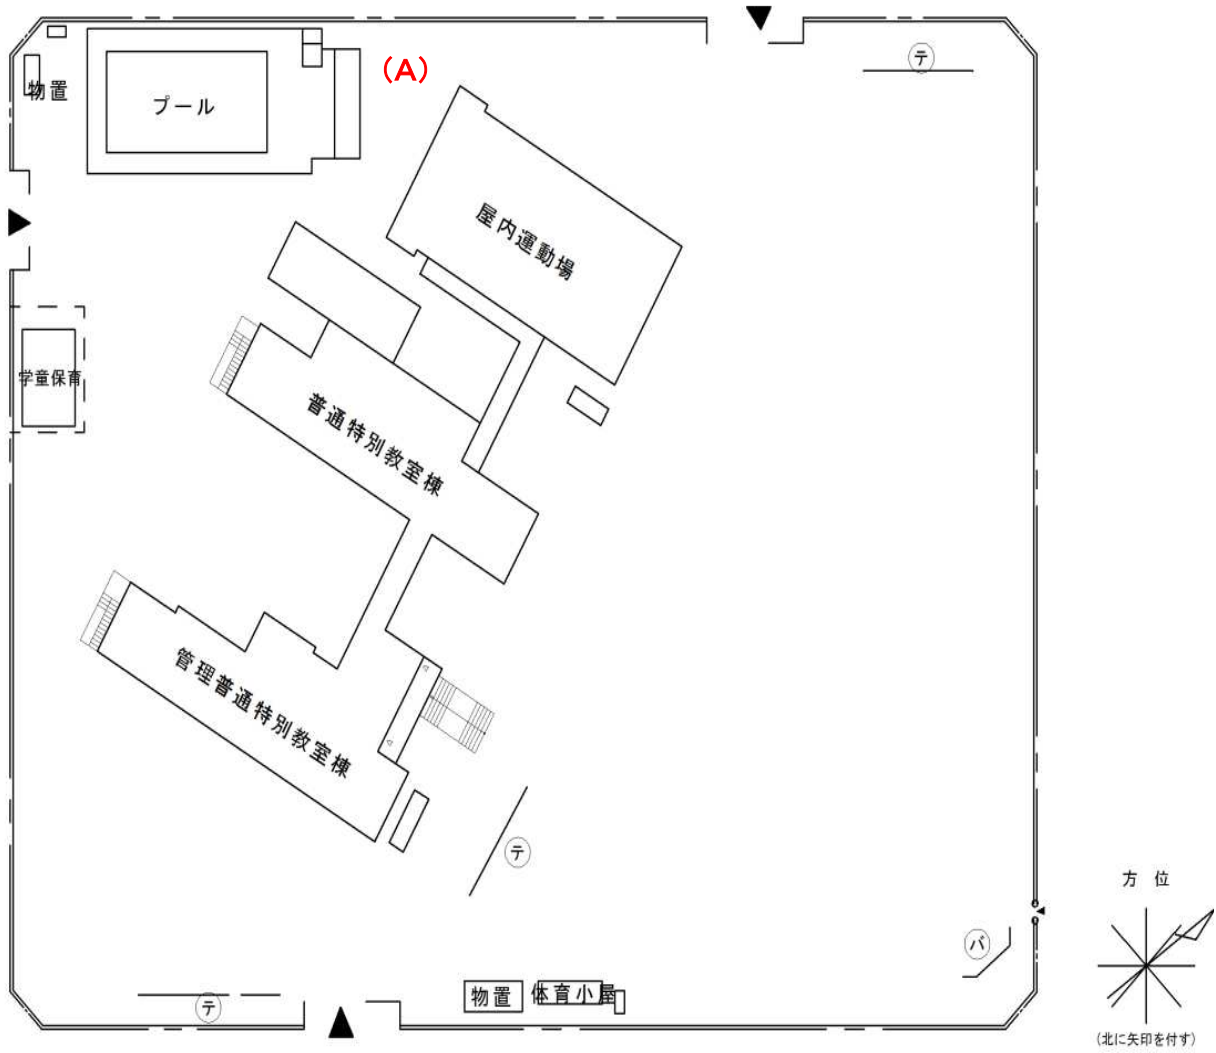 (A)
テ
物置
プール
屋内運動場
学童保育
普通特別教室棟
管理普通特別教室棟
テ
方 位
バ
物置
体育小屋
テ
(北に矢印を付す)